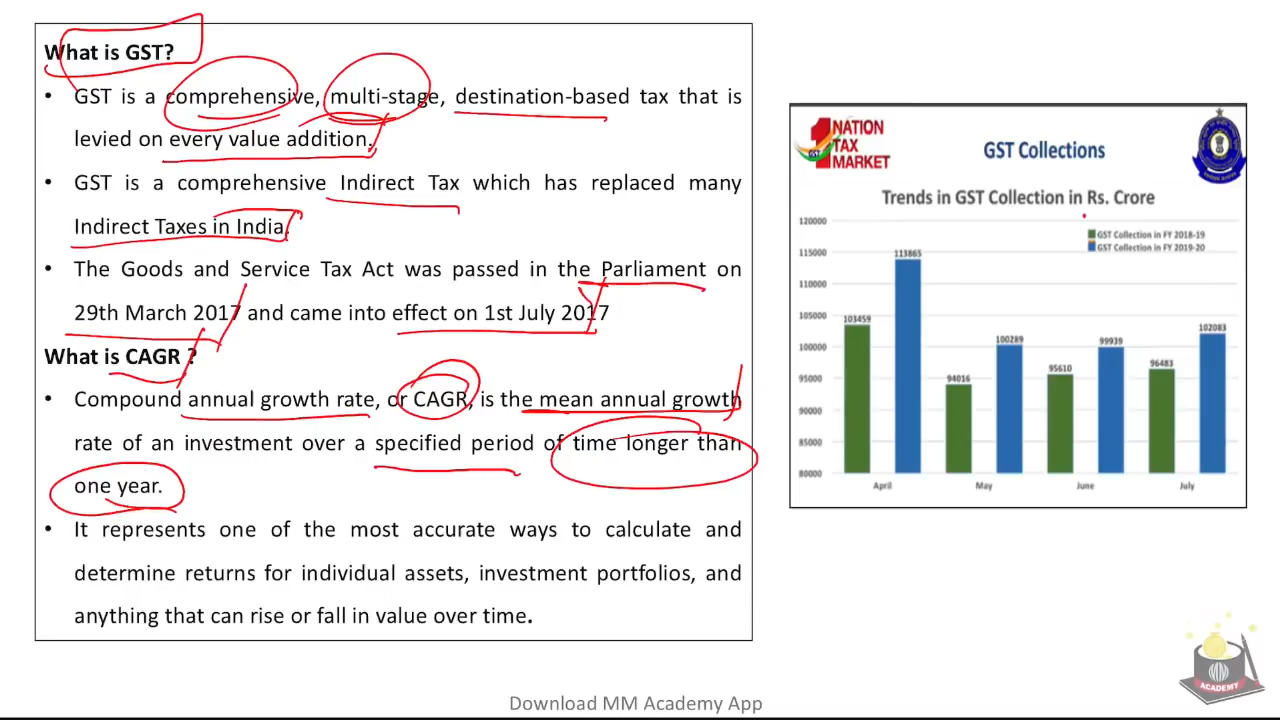 What is GST?
• GST is a comprehensive, multi-stage, destination-based tax that is
levied on every value addition.
• GST is a comprehensive Indirect Tax which has replaced many
Indirect Taxes in India.
• The Goods and Service Tax Act was passed in the Parliament on
29th March 2017 and came into effect on 1st July 2017
What is CAGR ?
• Compound annual growth rate, or CAGR, is the mean annual growth
rate of an investment over a specified period of time longer than
one year.
• It represents one of the most accurate ways to calculate and
determine returns for individual assets, investment portfolios, and
anything that can rise or fall in value over time.
1 NATION
TAX
MARKET
GST
GST Collections
Trends in GST Collection in Rs. Crore
GST Collection in FY 2018-19
GST Collection in FY 2019-20
120000
115000
110000
105000
100000
95000
90000
85000
80000
103459
113865
94016
100289
95610
99939
96483
102083
April
May
June
July
ACADEMY
Download MM Academy App